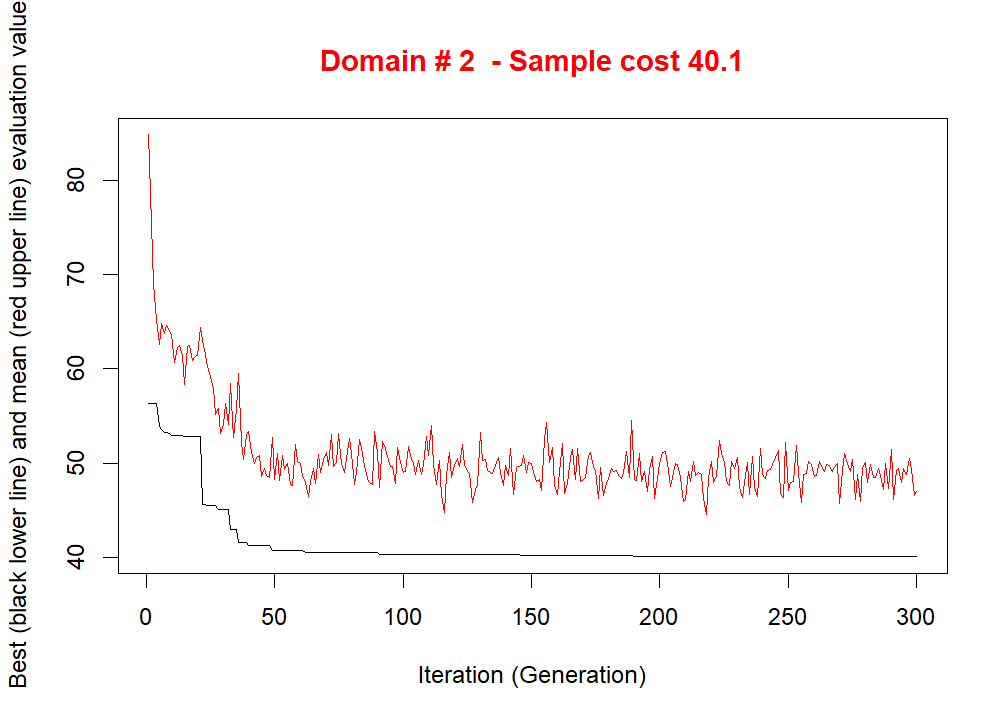 Domain # 2  - Sample cost 40.1
Best (black lower line) and mean (red upper line) evaluation value
80
70
60
50
40
0 50 100 150 200 250 300
Iteration (Generation)